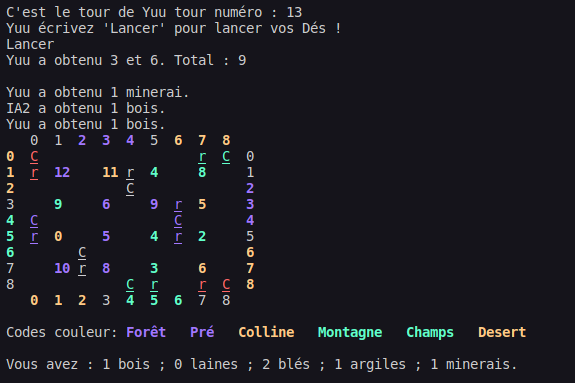 C'est le tour de Yuu tour numéro : 13
Yuu écrivez 'Lancer' pour lancer vos Dés !
Lancer
Yuu a obtenu 3 et 6. Total : 9

Yuu a obtenu 1 minerai.
IA2 a obtenu 1 bois.
Yuu a obtenu 1 bois.
   0 1 2 3 4 5 6 7 8
0  C                    r  C  0
1  r  12    11 r  4     8     1
2              C              2
3     9     6     9  r  5     3
4  C                 C        4
5  r  0     5     4  r  2     5
6        C                    6
7     10 r  8     3     6     7
8              C  r     r  C  8
   0 1 2 3 4 5 6 7 8

Codes couleur: Forêt   Pré   Colline   Montagne   Champs   Desert

Vous avez : 1 bois ; 0 laines ; 2 blés ; 1 argiles ; 1 minerais.